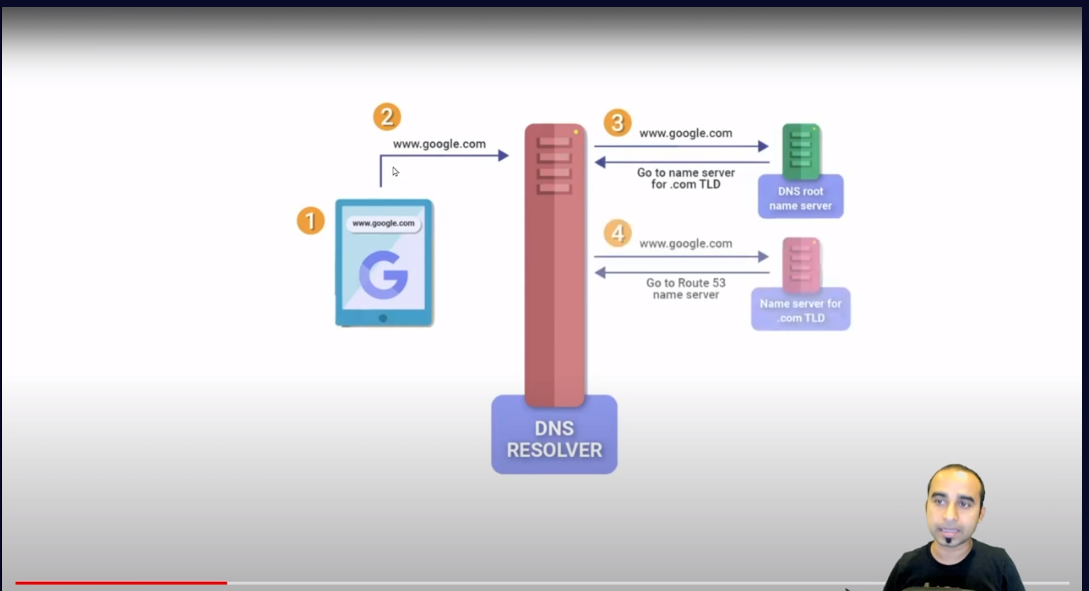 2
www.google.com
1
www.google.com
G
3
www.google.com
Go to name server
for .com TLD
DNS root
name server
4
www.google.com
Go to Route 53
name server
Name server for
.com TLD
DNS
RESOLVER